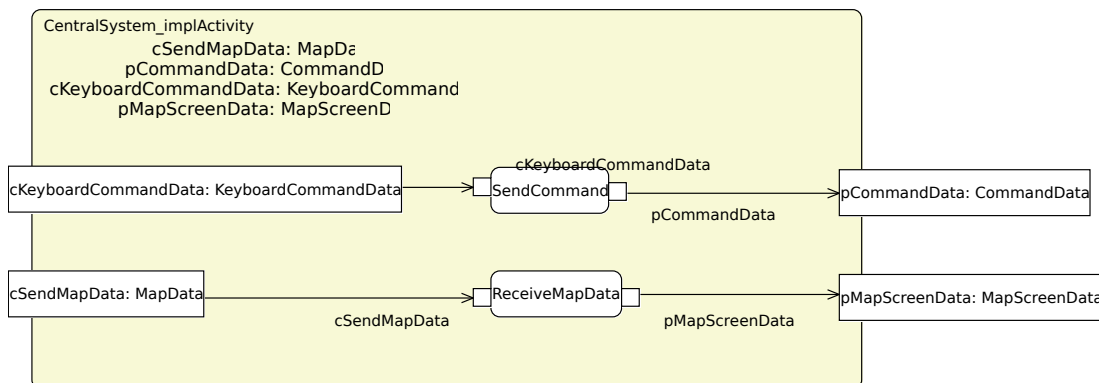 CentralSystem_implActivity
cSendMapData: MapDa
pCommandData: CommandD
cKeyboardCommandData: KeyboardCommand
pMapScreenData: MapScreenD
cKeyboardCommandData
cKeyboardCommandData: KeyboardCommandData
SendCommand
pCommandData: CommandData
pCommandData
cSendMapData: MapData
ReceiveMapData
pMapScreenData: MapScreenData
cSendMapData
pMapScreenData